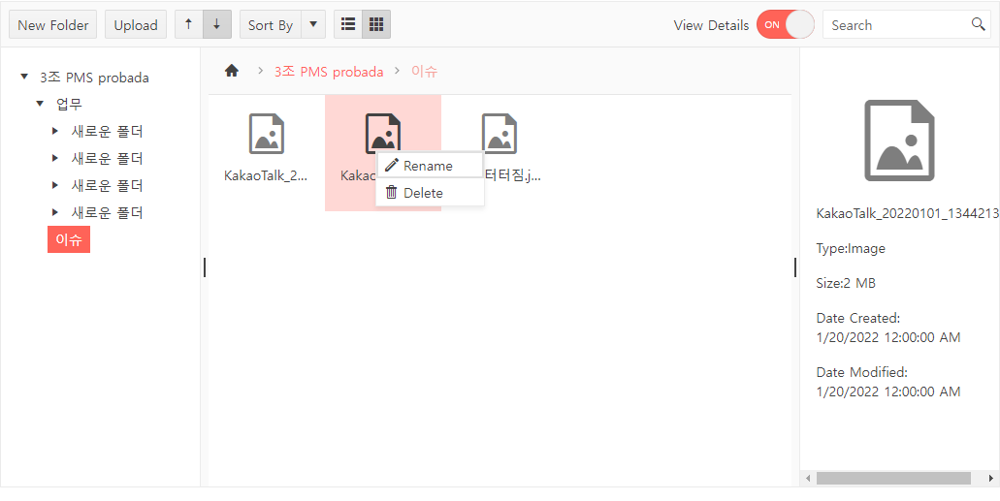 New Folder Upload Sort By View Details ON Search
3조 PMS probada
업무
새로운 폴더
새로운 폴더
새로운 폴더
새로운 폴더
이슈
3조 PMS probada 이슈
KakaoTalk_2... 터터짐.j...
Rename
Delete
KakaoTalk_20220101_1344213
Type:Image
Size:2 MB
Date Created:
1/20/2022 12:00:00 AM
Date Modified:
1/20/2022 12:00:00 AM